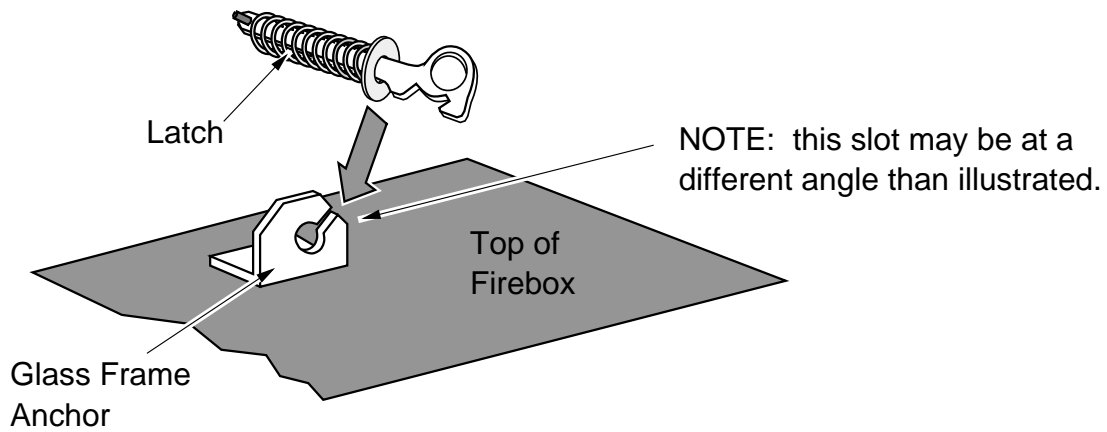 Latch
NOTE:  this slot may be at a
different angle than illustrated.
Top of
Firebox
Glass Frame
Anchor